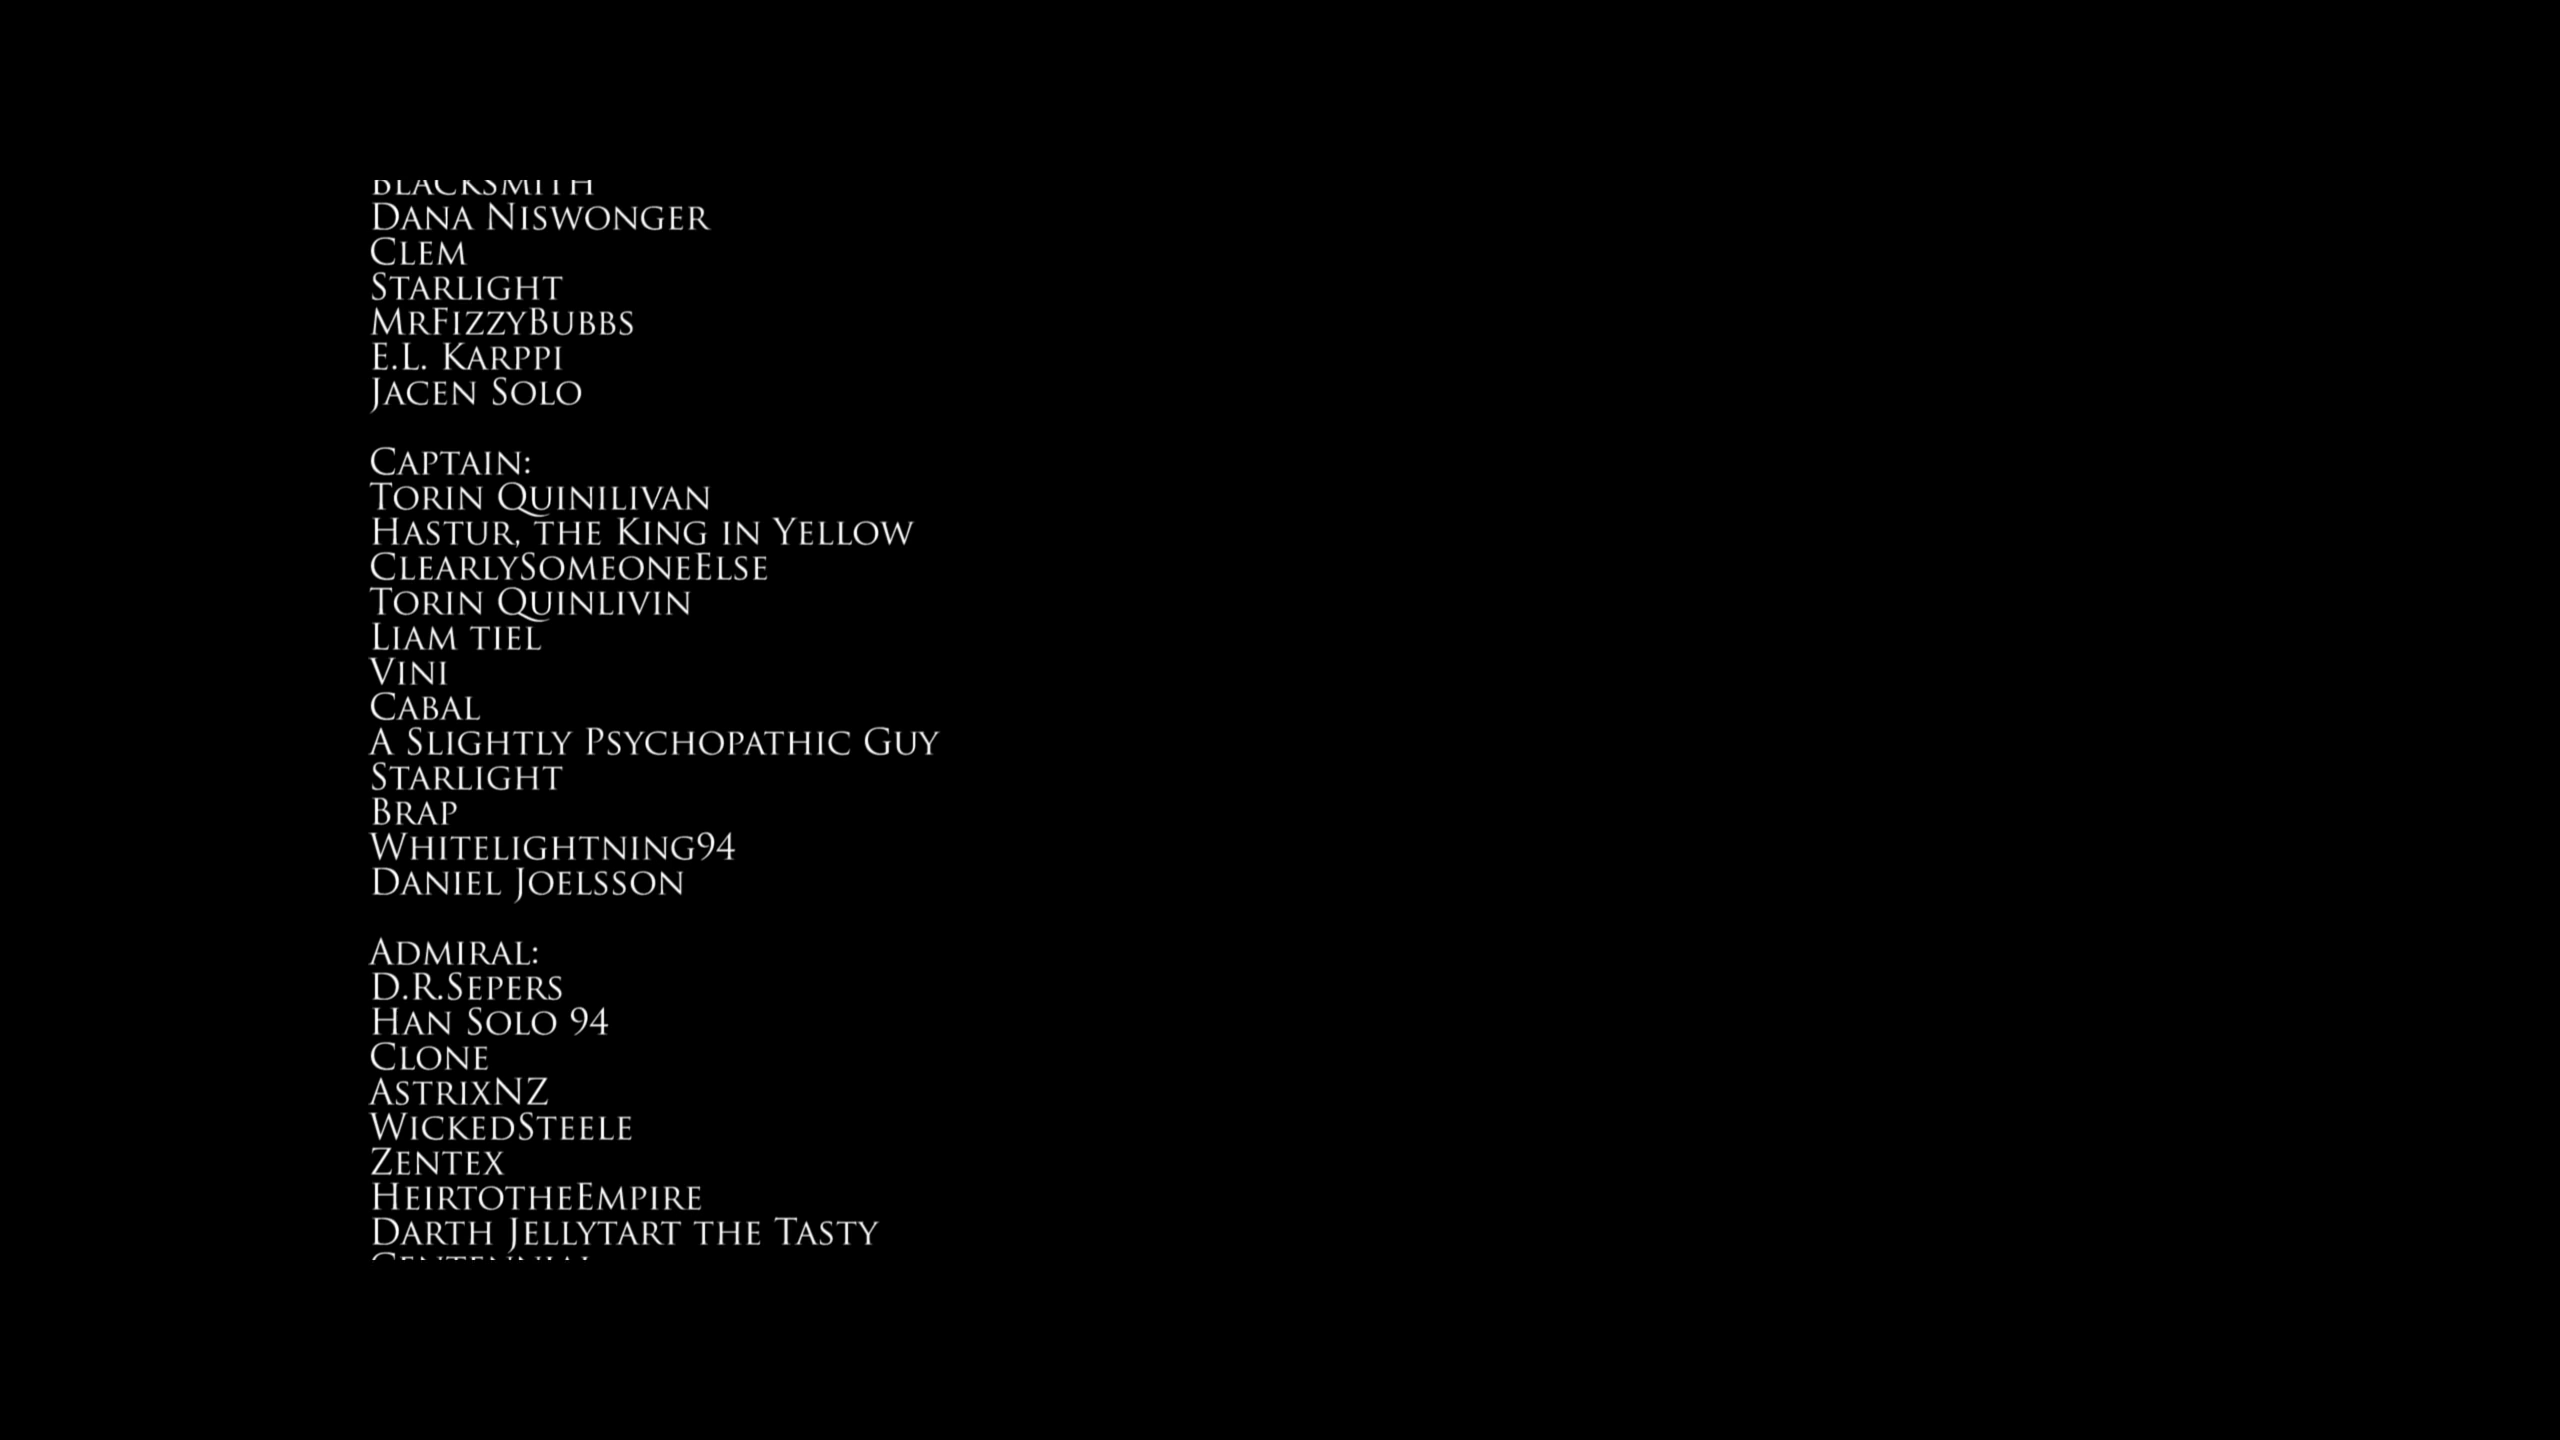 Blacksmith
Dana Niswonger
Clem
Starlight
MrFizzyBubbs
E.L. Karppi
Jacen Solo
Captain:
Torin Quinilivan
Hastur, the King in Yellow
ClearlySomeoneElse
Torin Quinlivin
Liam tiel
Vini
Cabal
A Slightly Psychopathic Guy
Starlight
Brap
Whitelightning94
Daniel Joelsson
Admiral:
D.R.Sepers
Han Solo 94
Clone
AstrixNZ
WickedSteele
Zentex
HeirtotheEmpire
Darth Jellytart the Tasty
Centennial